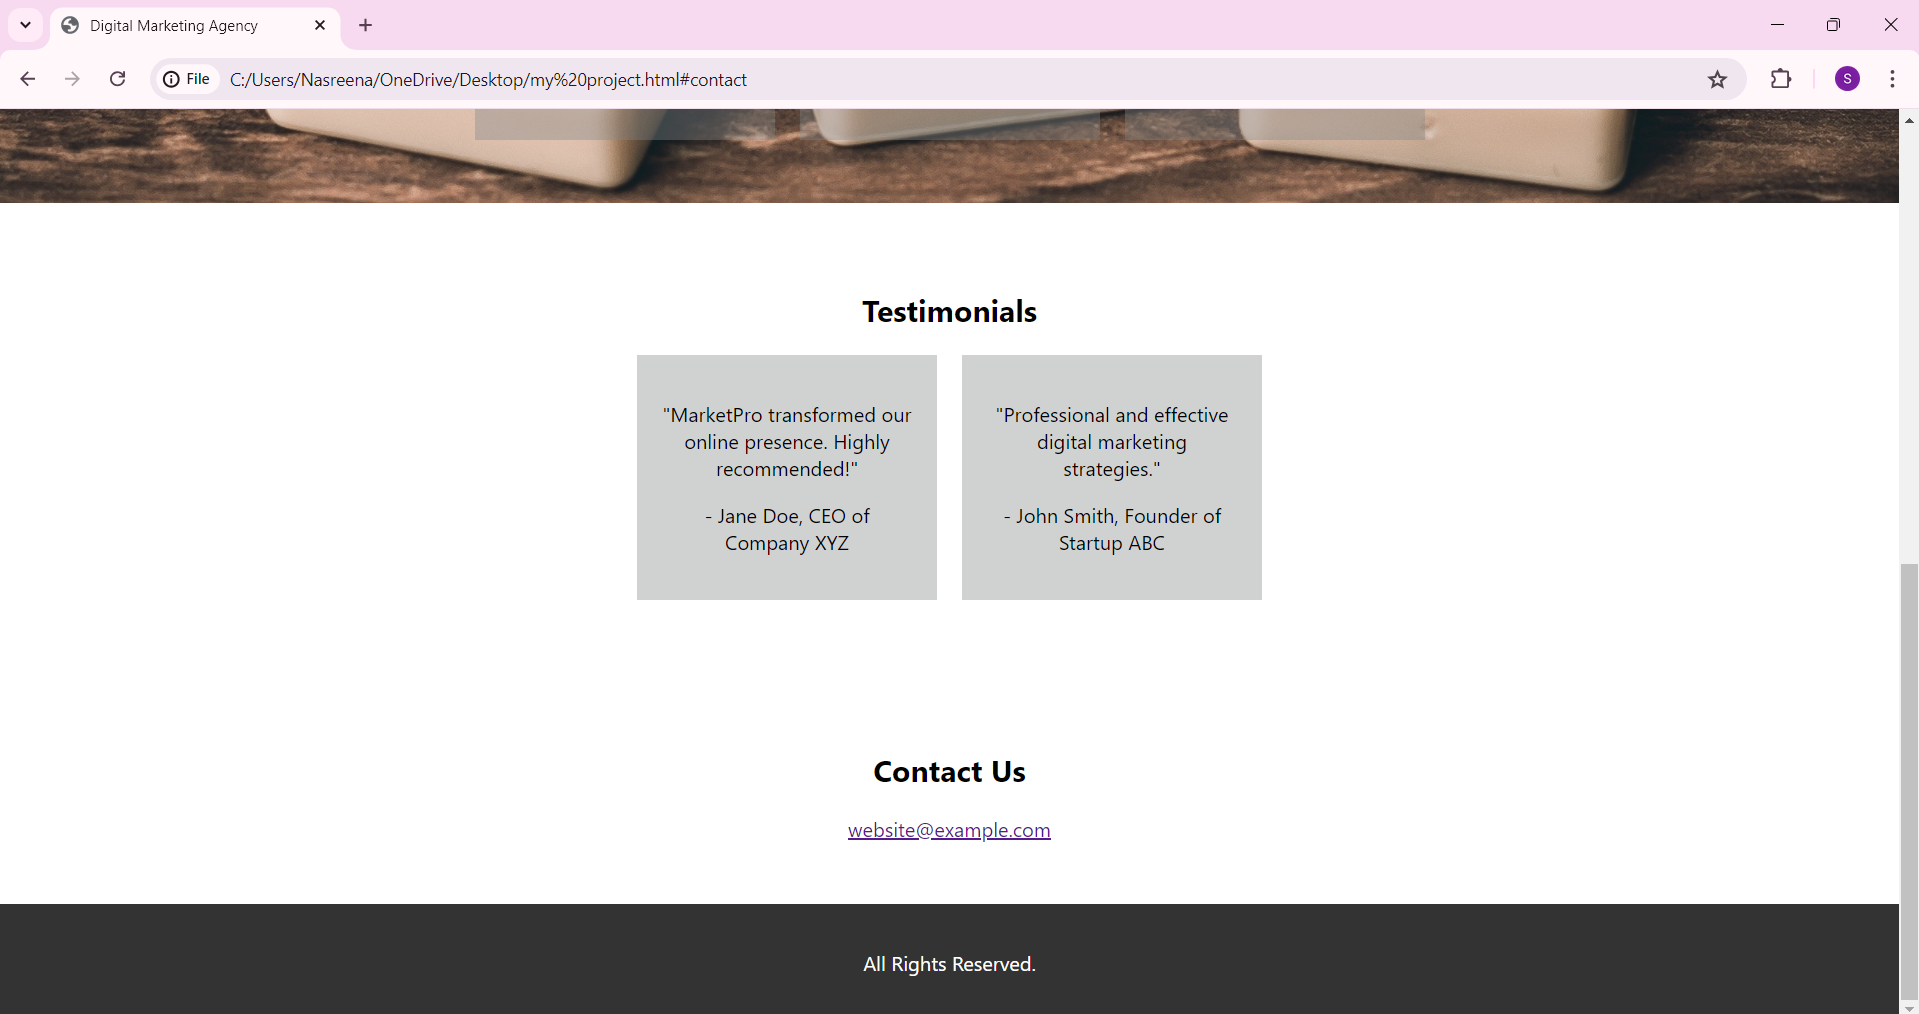 Digital Marketing Agency
File
C:/Users/Nasreena/OneDrive/Desktop/my%20project.html#contact
S
Testimonials
"MarketPro transformed our
online presence. Highly
recommended!"
- Jane Doe, CEO of
Company XYZ
"Professional and effective
digital marketing
strategies."
- John Smith, Founder of
Startup ABC
Contact Us
website@example.com
All Rights Reserved.